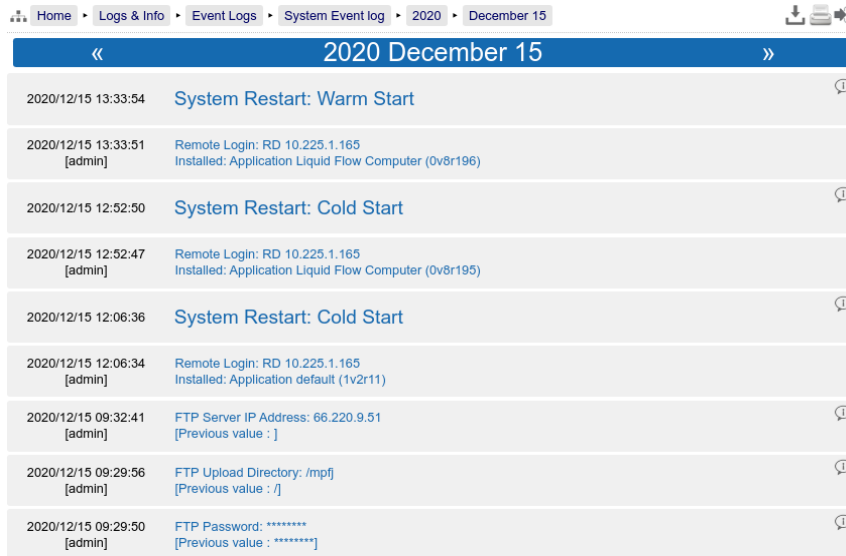 Home ▸ Logs & Info ▸ Event Logs ▸ System Event log ▸ 2020 ▸ December 15
« 2020 December 15 »
2020/12/15 13:33:54 System Restart: Warm Start
2020/12/15 13:33:51 Remote Login: RD 10.225.1.165
[admin] Installed: Application Liquid Flow Computer (0v8r196)
2020/12/15 12:52:50 System Restart: Cold Start
2020/12/15 12:52:47 Remote Login: RD 10.225.1.165
[admin] Installed: Application Liquid Flow Computer (0v8r195)
2020/12/15 12:06:36 System Restart: Cold Start
2020/12/15 12:06:34 Remote Login: RD 10.225.1.165
[admin] Installed: Application default (1v2r11)
2020/12/15 09:32:41 FTP Server IP Address: 66.220.9.51
[admin] [Previous value : ]
2020/12/15 09:29:56 FTP Upload Directory: /mpfj
[admin] [Previous value : /]
2020/12/15 09:29:50 FTP Password: ********
[admin] [Previous value : ********]